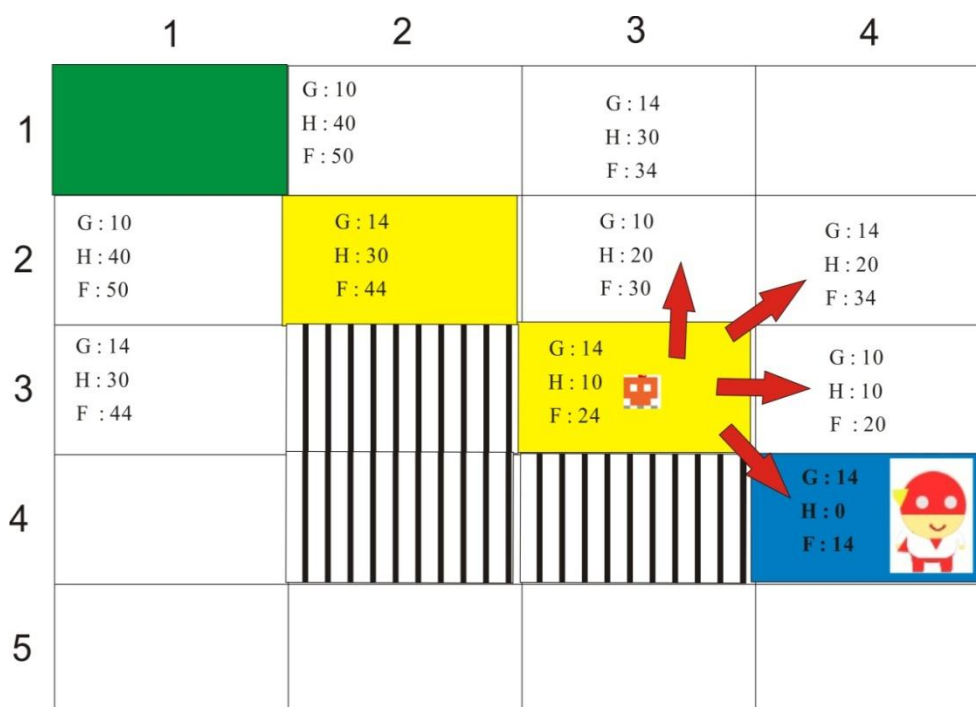 1 2 3 4
1
G : 10
H : 40
F : 50
G : 14
H : 30
F : 34
2
G : 10
H : 40
F : 50
G : 14
H : 30
F : 44
G : 10
H : 20
F : 30
G : 14
H : 20
F : 34
3
G : 14
H : 30
F : 44
G : 14
H : 10
F : 24
G : 10
H : 10
F : 20
4
G : 14
H : 0
F : 14
5